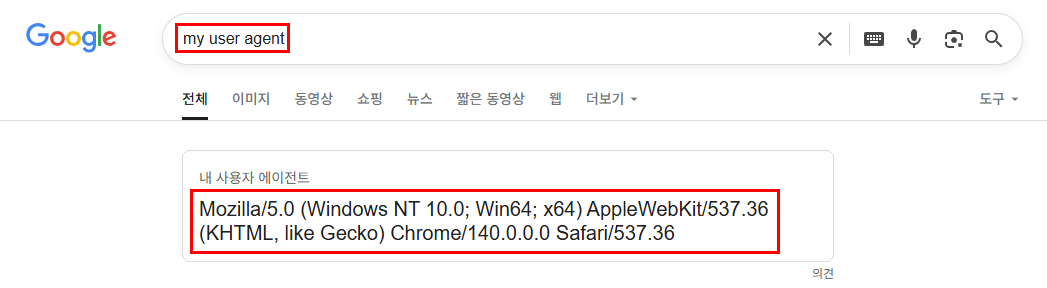 Google
my user agent
전체 이미지 동영상 쇼핑 뉴스 짧은 동영상 웹 더보기 도구
내 사용자 에이전트
Mozilla/5.0 (Windows NT 10.0; Win64; x64) AppleWebKit/537.36
(KHTML, like Gecko) Chrome/140.0.0.0 Safari/537.36
의견